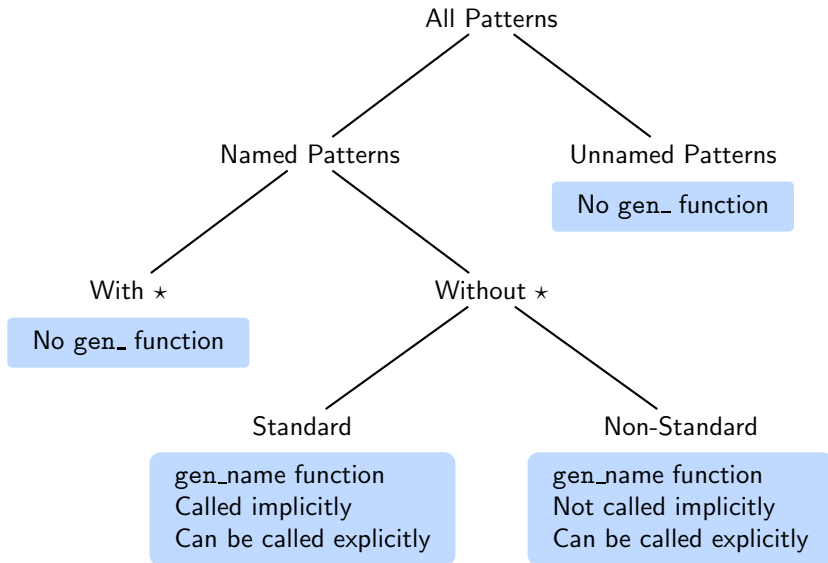 All Patterns
Named Patterns
Unnamed Patterns
No gen_ function
With ⋆
Without ⋆
No gen_ function
Standard
Non-Standard
gen_name function
Called implicitly
Can be called explicitly
gen_name function
Not called implicitly
Can be called explicitly